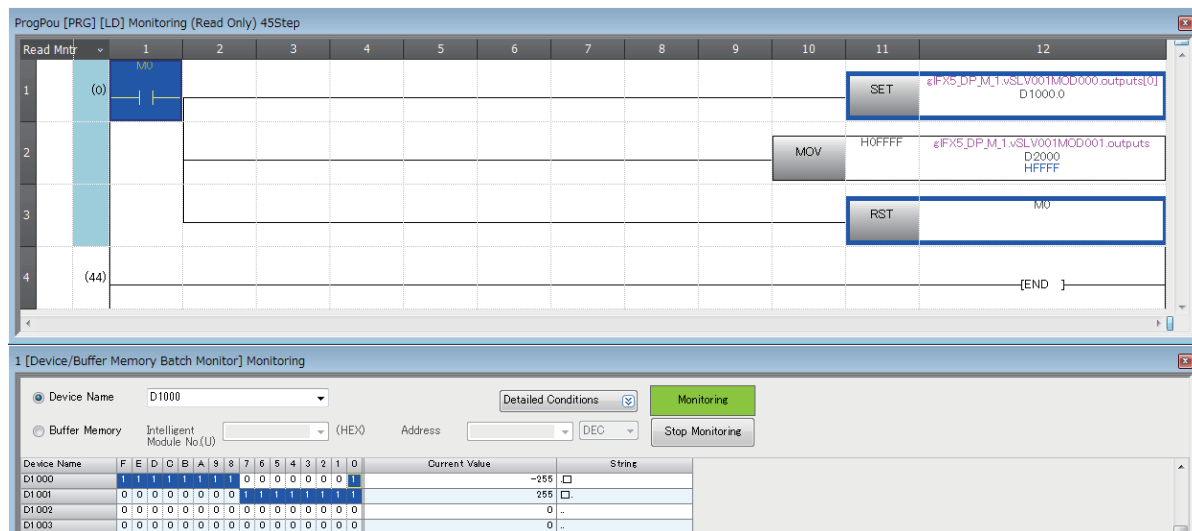 ProgPou [PRG] [LD] Monitoring (Read Only) 45Step
Read Mntr 1 2 3 4 5 6 7 8 9 10 11 12
1 (0) M0 SET glFX5_DP_M_1.vSLV001MOD000.outputs[0]
D1000.0
2 MOV H0FFFF glFX5_DP_M_1.vSLV001MOD001.outputs
D2000
HFFFF
3 RST M0
4 (44) [END ]
1 [Device/Buffer Memory Batch Monitor] Monitoring
Device Name D1000 Detailed Conditions Monitoring
Buffer Memory Intelligent Module No.(U) (HEX) Address DEC Stop Monitoring
Device Name F E D C B A 9 8 7 6 5 4 3 2 1 0 Current Value String
D1000 1 1 1 1 1 1 1 1 0 0 0 0 0 0 0 1 -255 .□
D1001 0 0 0 0 0 0 0 0 1 1 1 1 1 1 1 1 255 □.
D1002 0 0 0 0 0 0 0 0 0 0 0 0 0 0 0 0 0 ..
D1003 0 0 0 0 0 0 0 0 0 0 0 0 0 0 0 0 0 ..